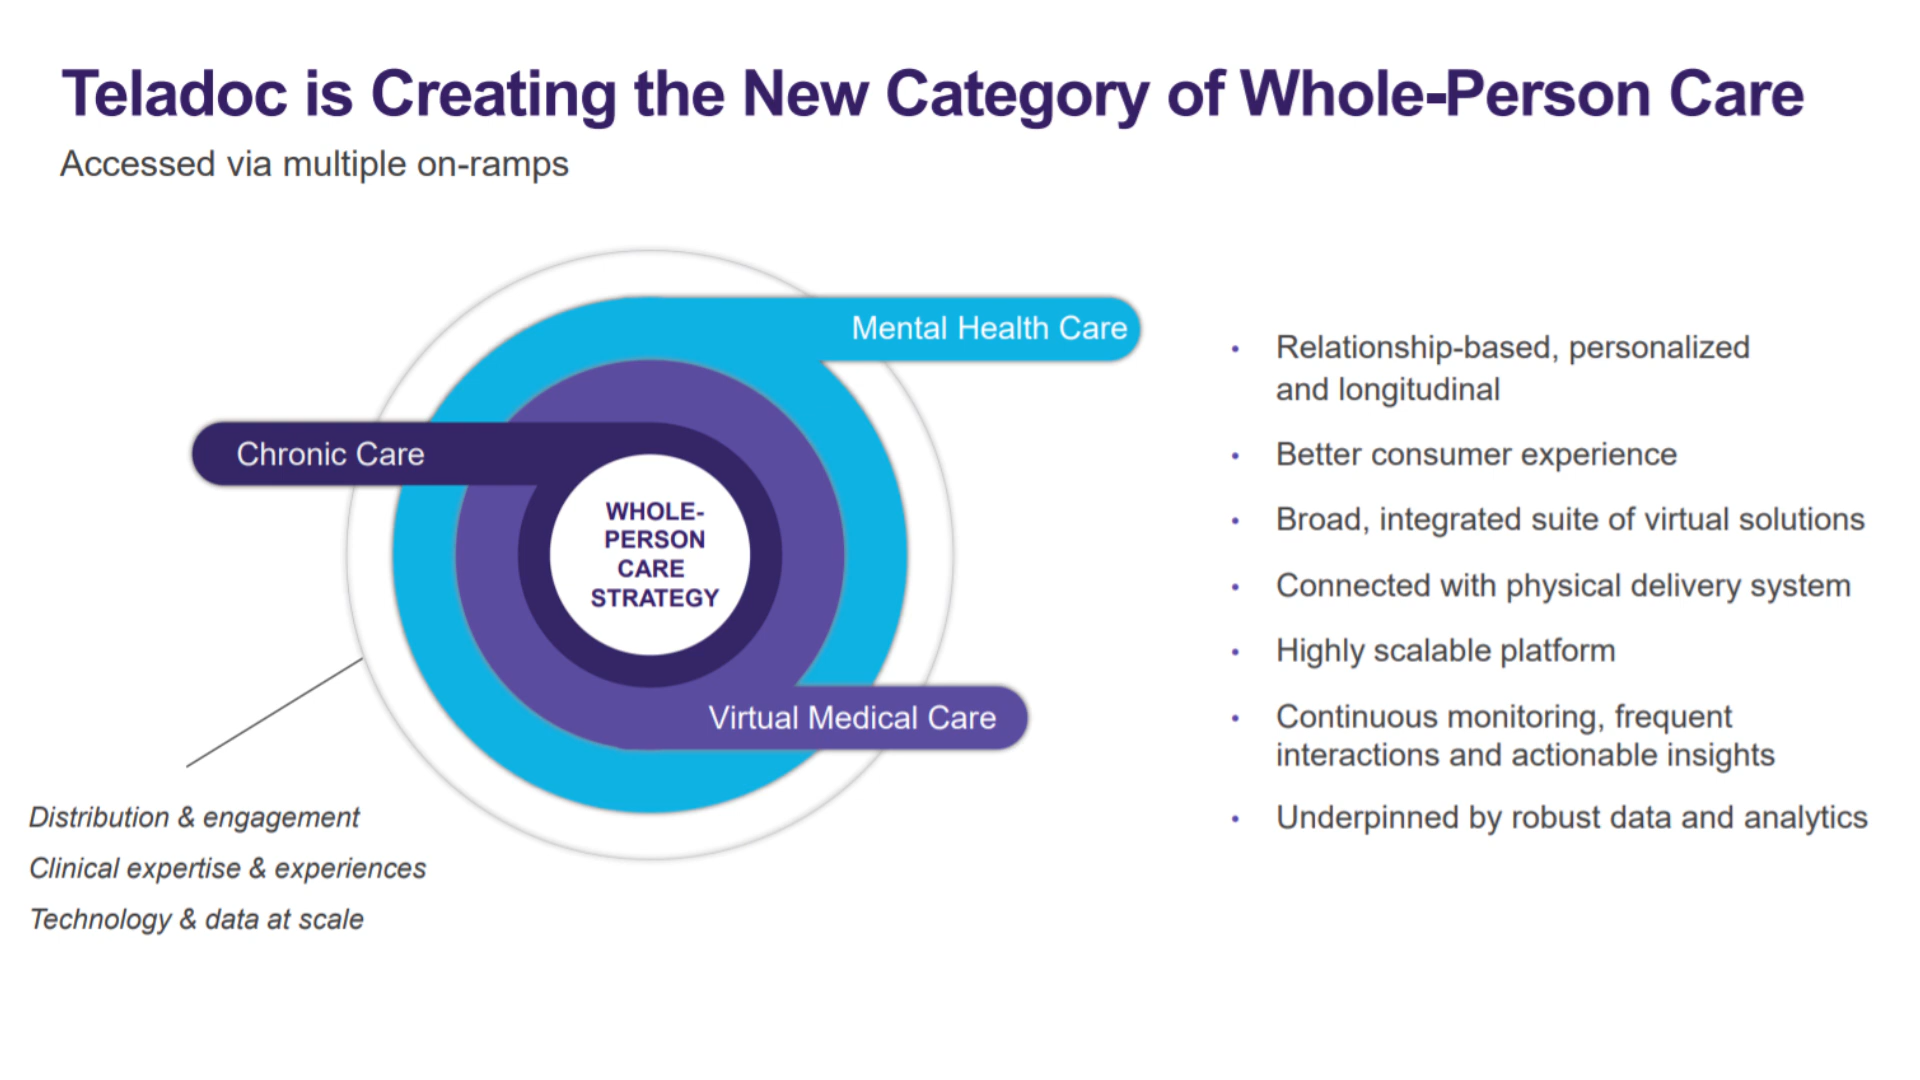 Teladoc is Creating the New Category of Whole-Person Care
Accessed via multiple on-ramps
Mental Health Care
Chronic Care
WHOLE-
PERSON
CARE
STRATEGY
Virtual Medical Care
Distribution & engagement
Clinical expertise & experiences
Technology & data at scale
• Relationship-based, personalized
and longitudinal
• Better consumer experience
• Broad, integrated suite of virtual solutions
• Connected with physical delivery system
• Highly scalable platform
• Continuous monitoring, frequent
interactions and actionable insights
• Underpinned by robust data and analytics